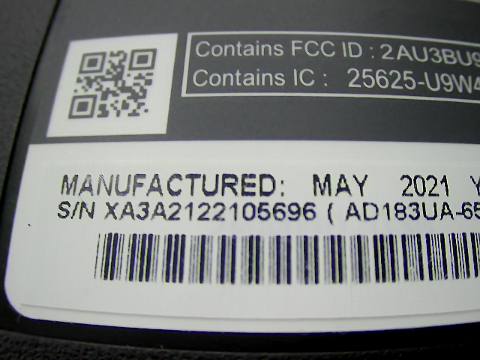 Contains FCC ID : 2AU3BU9
Contains IC : 25625-U9W4
MANUFACTURED: MAY 2021 Y
S/N XA3A2122105696 ( AD183UA-65